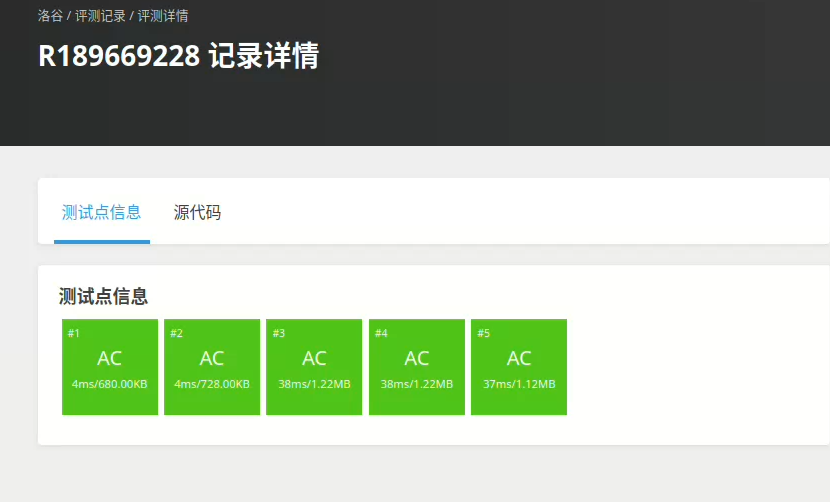 洛谷 / 评测记录 / 评测详情
R189669228 记录详情
测试点信息 源代码
测试点信息
#1 #2 #3 #4 #5
AC AC AC AC AC
4ms/680.00KB 4ms/728.00KB 38ms/1.22MB 38ms/1.22MB 37ms/1.12MB